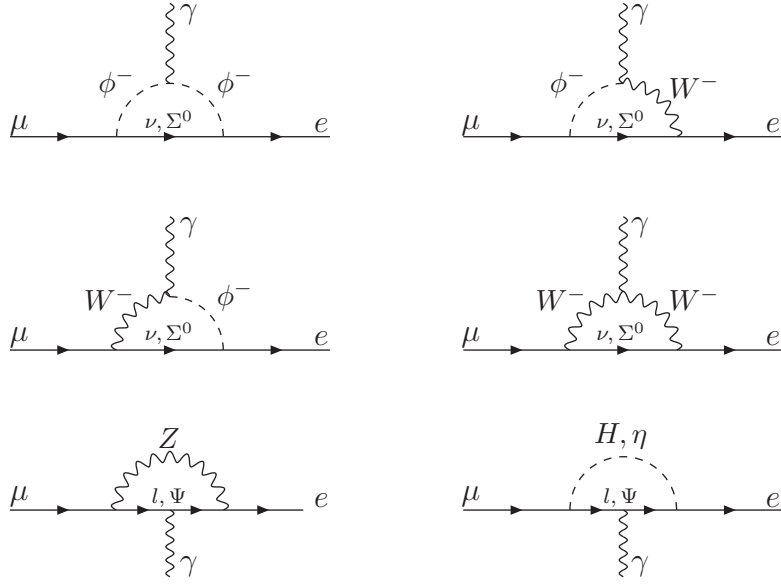 γ γ
φ⁻ φ⁻ φ⁻ W⁻
μ ν, Σ⁰ e μ ν, Σ⁰ e
γ γ
W⁻ φ⁻ W⁻ W⁻
μ ν, Σ⁰ e μ ν, Σ⁰ e
Z H, η
μ l, Ψ e μ l, Ψ e
γ γ